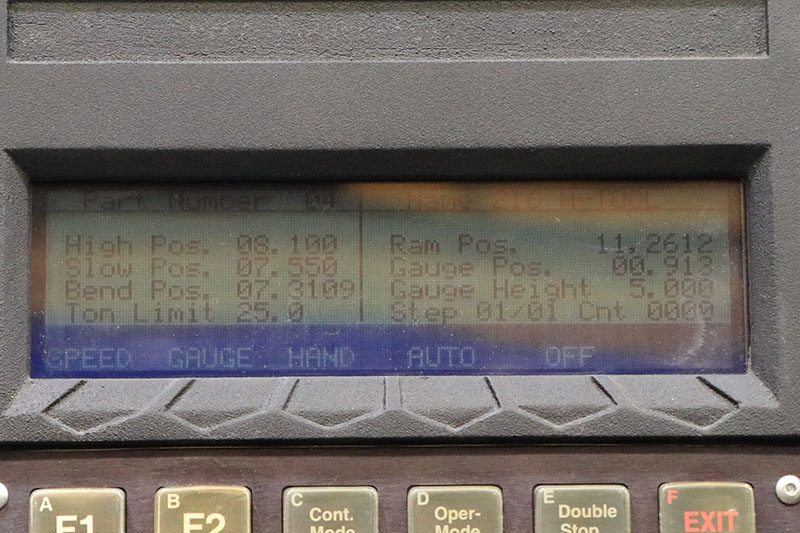 Part Number 04 Name
High Pos. 08.100 Ram Pos. 11.2612
Slow Pos. 07.550 Gauge Pos. 00.913
Bend Pos. 07.3109 Gauge Height 5.000
Ton Limit 25.0 Step 01/01 Cnt 0000
SPEED GAUGE HAND AUTO OFF
A B C D E F
F1 F2 Cont. Mode Oper- Mode Double Stop EXIT